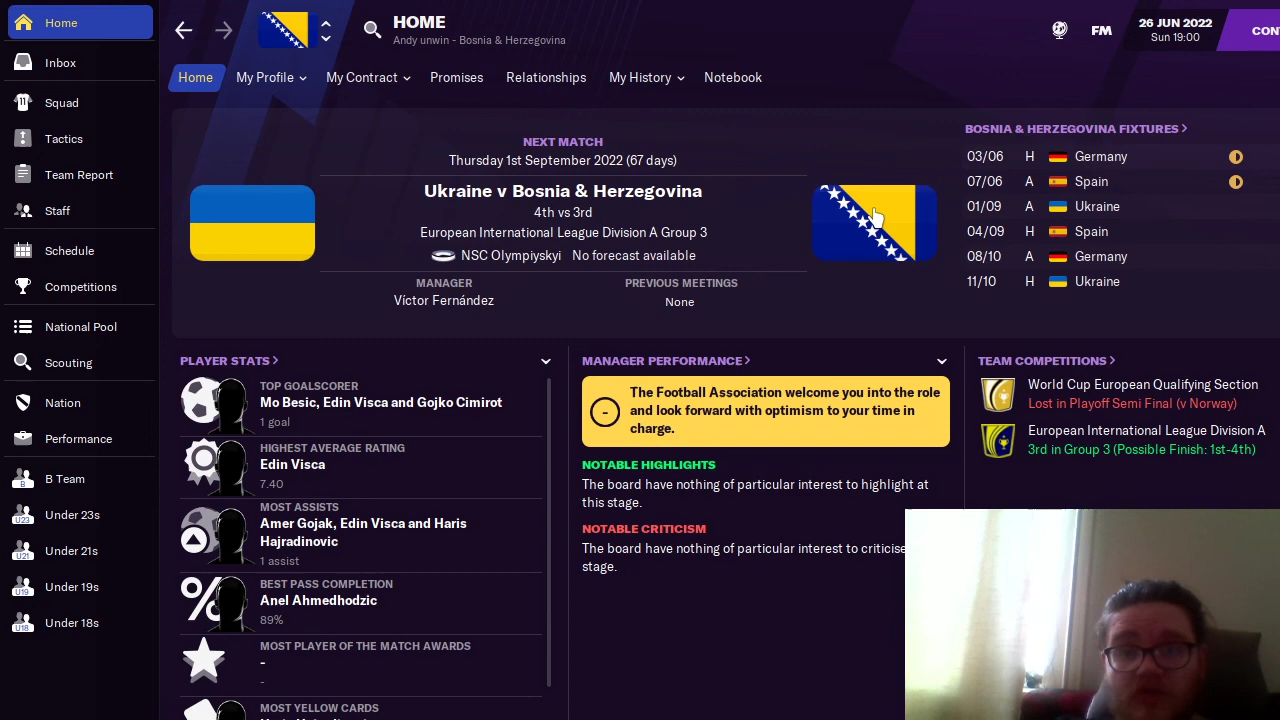 Home
Inbox
Squad
Tactics
Team Report
Staff
Schedule
Competitions
National Pool
Scouting
Nation
Performance
B Team
Under 23s
Under 21s
Under 19s
Under 18s
B
U23
U21
U19
U18
11
HOME
Andy unwin - Bosnia & Herzegovina
FM
26 JUN 2022
Sun 19:00
CON
Home
My Profile
My Contract
Promises
Relationships
My History
Notebook
NEXT MATCH
Thursday 1st September 2022 (67 days)
Ukraine v Bosnia & Herzegovina
4th vs 3rd
European International League Division A Group 3
NSC Olympiyskyi No forecast available
MANAGER
Víctor Fernández
PREVIOUS MEETINGS
None
BOSNIA & HERZEGOVINA FIXTURES
03/06 H Germany
07/06 A Spain
01/09 A Ukraine
04/09 H Spain
08/10 A Germany
11/10 H Ukraine
PLAYER STATS
TOP GOALSCORER
Mo Besic, Edin Visca and Gojko Cimirot
1 goal
HIGHEST AVERAGE RATING
Edin Visca
7.40
MOST ASSISTS
Amer Gojak, Edin Visca and Haris
Hajradinovic
1 assist
BEST PASS COMPLETION
Anel Ahmedhodzic
89%
MOST PLAYER OF THE MATCH AWARDS
-
-
MOST YELLOW CARDS
MANAGER PERFORMANCE
-
The Football Association welcome you into the role
and look forward with optimism to your time in
charge.
NOTABLE HIGHLIGHTS
The board have nothing of particular interest to highlight at
this stage.
NOTABLE CRITICISM
The board have nothing of particular interest to criticise
stage.
TEAM COMPETITIONS
World Cup European Qualifying Section
Lost in Playoff Semi Final (v Norway)
European International League Division A
3rd in Group 3 (Possible Finish: 1st-4th)